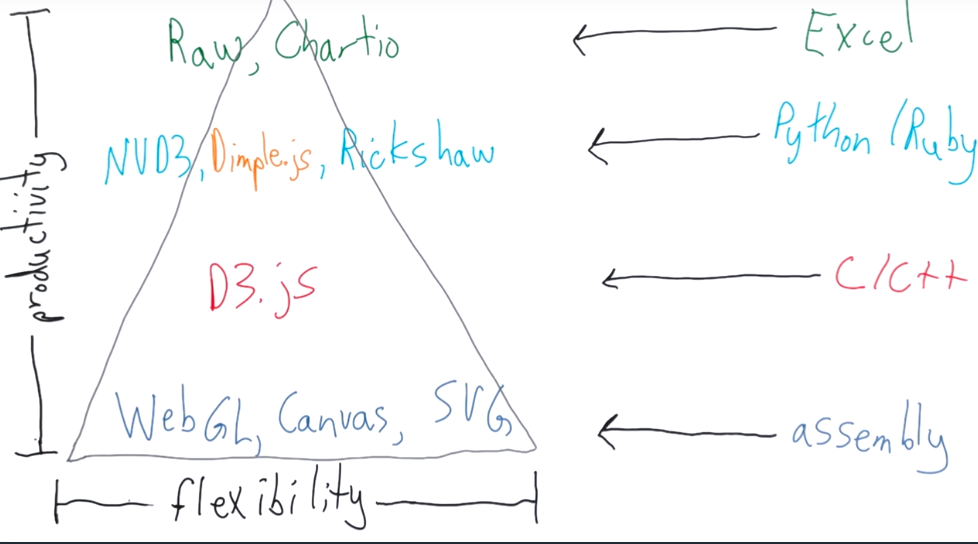 Raw, Chartio
Excel
NVD3, Dimple.js, Rickshaw
Python / Ruby
productivity
D3.js
C/C++
WebGL, Canvas, SVG
assembly
flexibility